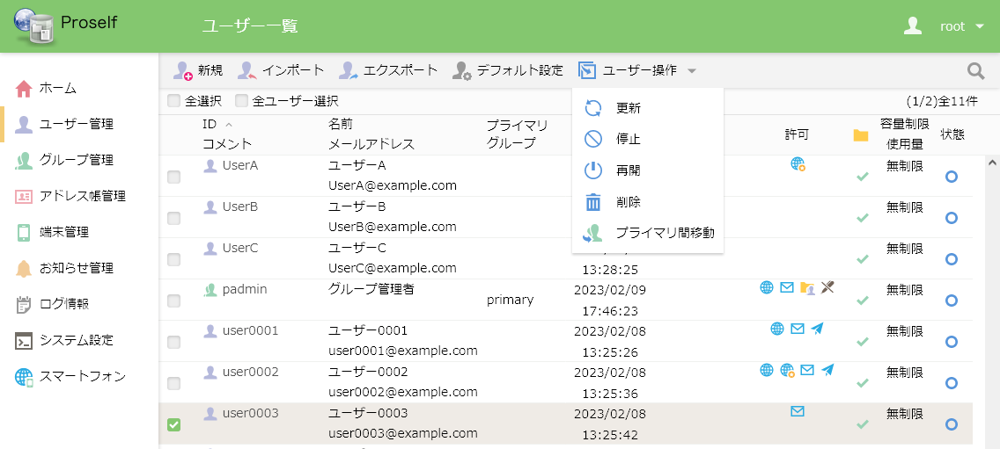 Proself
ユーザー一覧
root
ホーム
ユーザー管理
グループ管理
アドレス帳管理
端末管理
お知らせ管理
ログ情報
システム設定
スマートフォン
新規 インポート エクスポート デフォルト設定 ユーザー操作
全選択 全ユーザー選択 (1/2)全11件
更新
停止
再開
削除
プライマリ間移動
ID 名前 プライマリ 許可 容量制限 状態
コメント メールアドレス グループ 使用量
UserA ユーザーA 無制限
UserA@example.com
UserB ユーザーB 無制限
UserB@example.com
UserC ユーザーC 無制限
UserC@example.com 13:28:25
padmin グループ管理者 primary 2023/02/09 無制限
17:46:23
user0001 ユーザー0001 2023/02/08 無制限
user0001@example.com 13:25:26
user0002 ユーザー0002 2023/02/08 無制限
user0002@example.com 13:25:36
user0003 ユーザー0003 2023/02/08 無制限
user0003@example.com 13:25:42